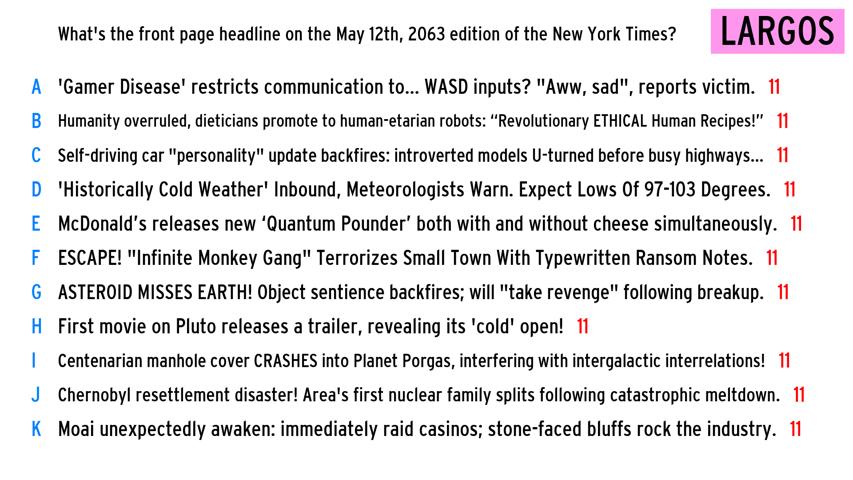 What's the front page headline on the May 12th, 2063 edition of the New York Times?
LARGOS
A 'Gamer Disease' restricts communication to... WASD inputs? "Aww, sad", reports victim. 11
B Humanity overruled, dieticians promote to human-etarian robots: “Revolutionary ETHICAL Human Recipes!” 11
C Self-driving car "personality" update backfires: introverted models U-turned before busy highways... 11
D 'Historically Cold Weather' Inbound, Meteorologists Warn. Expect Lows Of 97-103 Degrees. 11
E McDonald’s releases new ‘Quantum Pounder’ both with and without cheese simultaneously. 11
F ESCAPE! "Infinite Monkey Gang" Terrorizes Small Town With Typewritten Ransom Notes. 11
G ASTEROID MISSES EARTH! Object sentience backfires; will "take revenge" following breakup. 11
H First movie on Pluto releases a trailer, revealing its 'cold' open! 11
I Centenarian manhole cover CRASHES into Planet Porgas, interfering with intergalactic interrelations! 11
J Chernobyl resettlement disaster! Area's first nuclear family splits following catastrophic meltdown. 11
K Moai unexpectedly awaken: immediately raid casinos; stone-faced bluffs rock the industry. 11